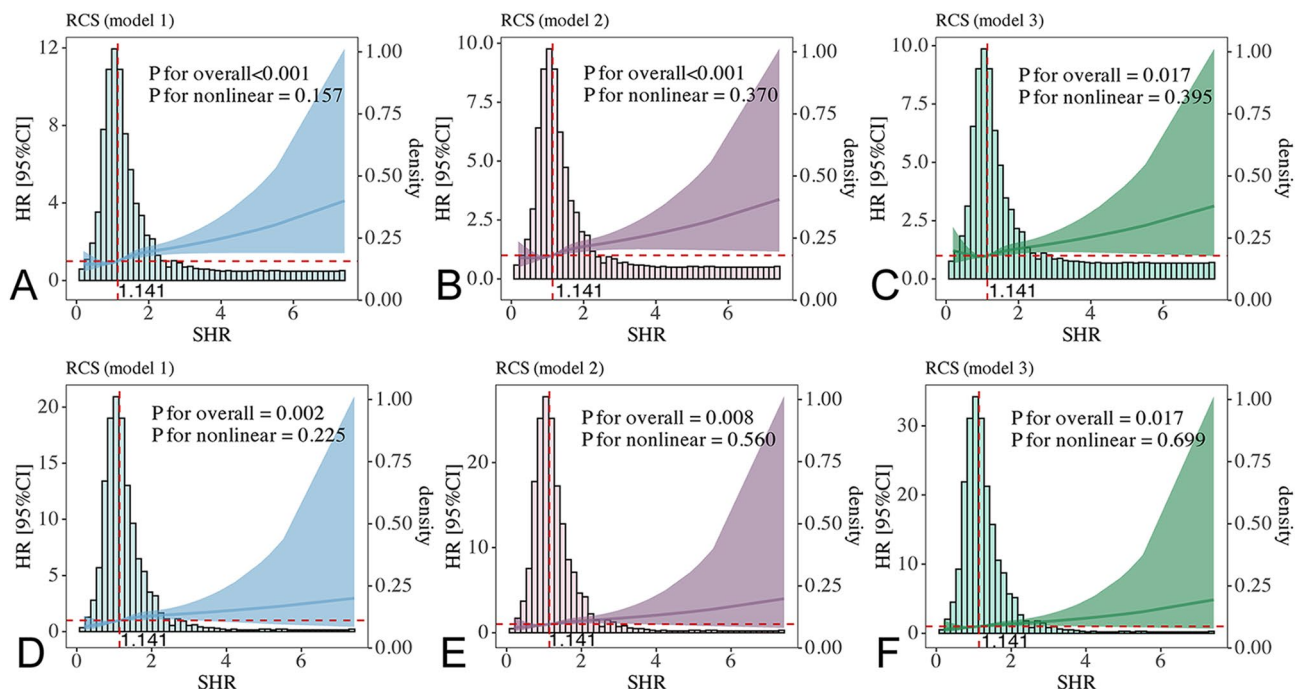 RCS (model 1)
12
8
4
0
HR [95%CI]
P for overall<0.001
P for nonlinear = 0.157
1.00
0.75
0.50
0.25
0.00
density
1.141
0 2 4 6
SHR
A
RCS (model 2)
10.0
7.5
5.0
2.5
0.0
HR [95%CI]
P for overall<0.001
P for nonlinear = 0.370
1.00
0.75
0.50
0.25
0.00
density
1.141
0 2 4 6
SHR
B
RCS (model 3)
10.0
7.5
5.0
2.5
0.0
HR [95%CI]
P for overall = 0.017
P for nonlinear = 0.395
1.00
0.75
0.50
0.25
0.00
density
1.141
0 2 4 6
SHR
C
RCS (model 1)
20
15
10
5
0
HR [95%CI]
P for overall = 0.002
P for nonlinear = 0.225
1.00
0.75
0.50
0.25
0.00
density
1.141
0 2 4 6
SHR
D
RCS (model 2)
20
10
0
HR [95%CI]
P for overall = 0.008
P for nonlinear = 0.560
1.00
0.75
0.50
0.25
0.00
density
1.141
0 2 4 6
SHR
E
RCS (model 3)
30
20
10
0
HR [95%CI]
P for overall = 0.017
P for nonlinear = 0.699
1.00
0.75
0.50
0.25
0.00
density
1.141
0 2 4 6
SHR
F